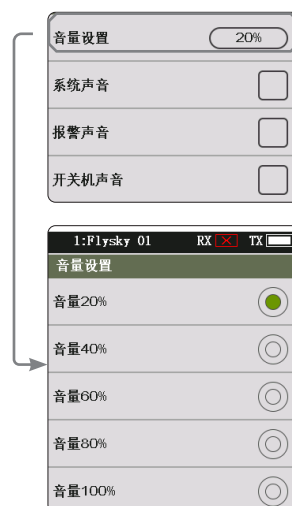 音量设置 20%
系统声音
报警声音
开关机声音
1:Flysky 01 RX TX
音量设置
音量20%
音量40%
音量60%
音量80%
音量100%